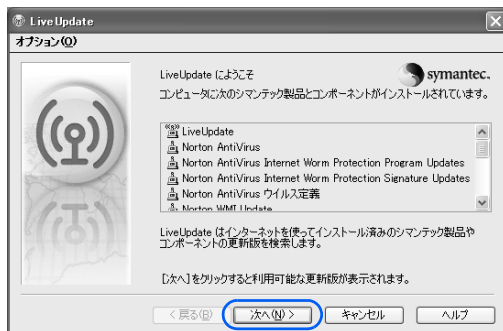 LiveUpdate
オプション(O)
LiveUpdate にようこそ
symantec.
コンピュータに次のシマンテック製品とコンポーネントがインストールされています。
LiveUpdate
Norton AntiVirus
Norton AntiVirus Internet Worm Protection Program Updates
Norton AntiVirus Internet Worm Protection Signature Updates
Norton AntiVirus ウイルス定義
Norton WMI Update
LiveUpdate はインターネットを使ってインストール済みのシマンテック製品や
コンポーネントの更新版を検索します。
[次へ]をクリックすると利用可能な更新版が表示されます。
< 戻る(B)
次へ(N) >
キャンセル
ヘルプ